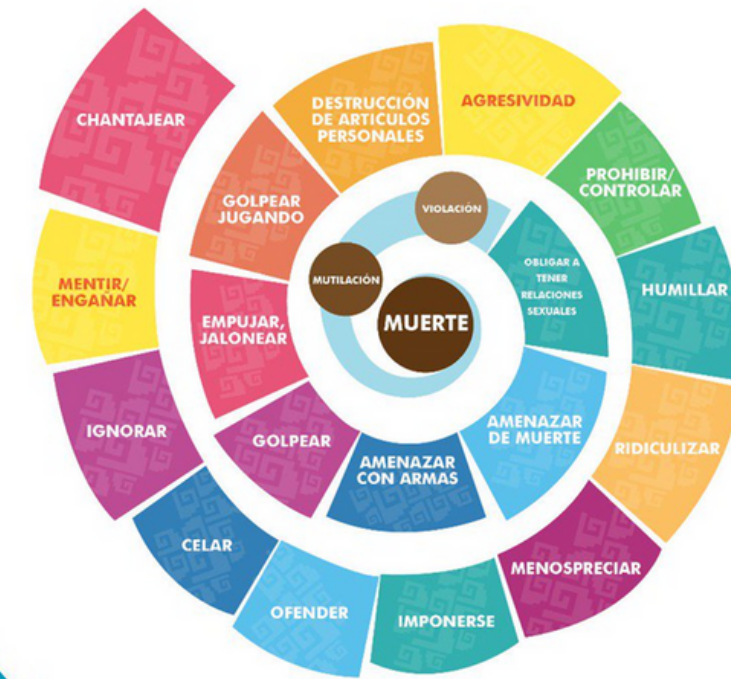 CHANTAJEAR
MENTIR/
ENGAÑAR
IGNORAR
CELAR
OFENDER
IMPONERSE
MENOSPRECIAR
RIDICULIZAR
HUMILLAR
PROHIBIR/
CONTROLAR
AGRESIVIDAD
DESTRUCCIÓN
DE ARTICULOS
PERSONALES
GOLPEAR
JUGANDO
EMPUJAR,
JALONEAR
GOLPEAR
AMENAZAR
CON ARMAS
AMENAZAR
DE MUERTE
OBLIGAR A
TENER
RELACIONES
SEXUALES
VIOLACIÓN
MUTILACIÓN
MUERTE